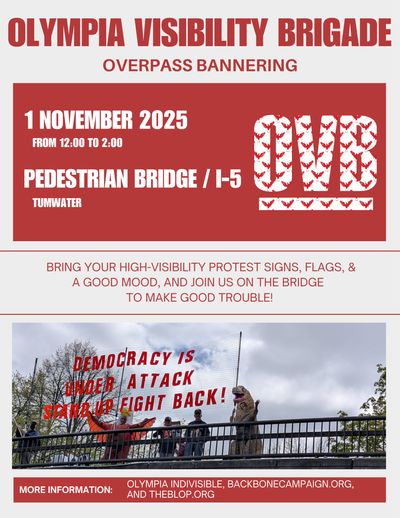 OLYMPIA VISIBILITY BRIGADE
OVERPASS BANNERING
1 NOVEMBER 2025
FROM 12:00 TO 2:00
PEDESTRIAN BRIDGE / I-5
TUMWATER
OVB
BRING YOUR HIGH-VISIBILITY PROTEST SIGNS, FLAGS, &
A GOOD MOOD, AND JOIN US ON THE BRIDGE
TO MAKE GOOD TROUBLE!
DEMOCRACY IS
UNDER ATTACK
STAND UP FIGHT BACK!
MORE INFORMATION:
OLYMPIA INDIVISIBLE, BACKBONECAMPAIGN.ORG,
AND THEBLOP.ORG